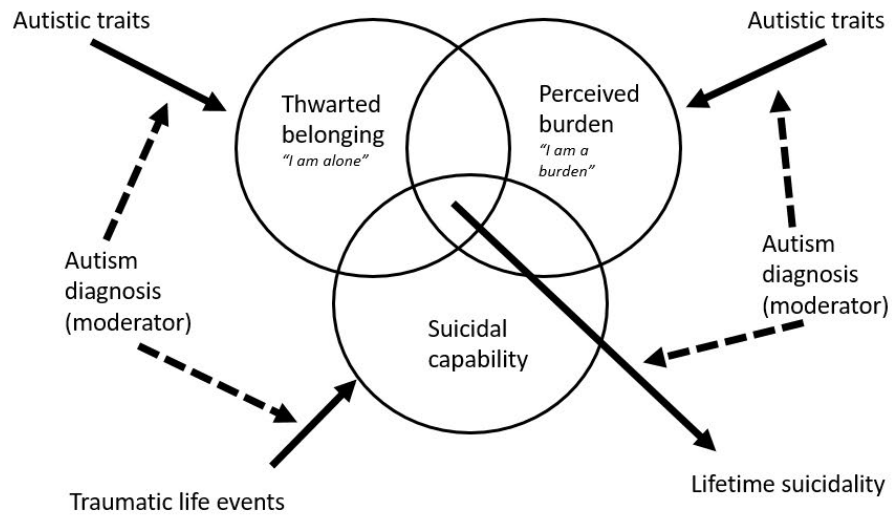 Autistic traits
Autistic traits
Thwarted
belonging
“I am alone”
Perceived
burden
“I am a
burden”
Autism
diagnosis
(moderator)
Autism
diagnosis
(moderator)
Suicidal
capability
Traumatic life events
Lifetime suicidality